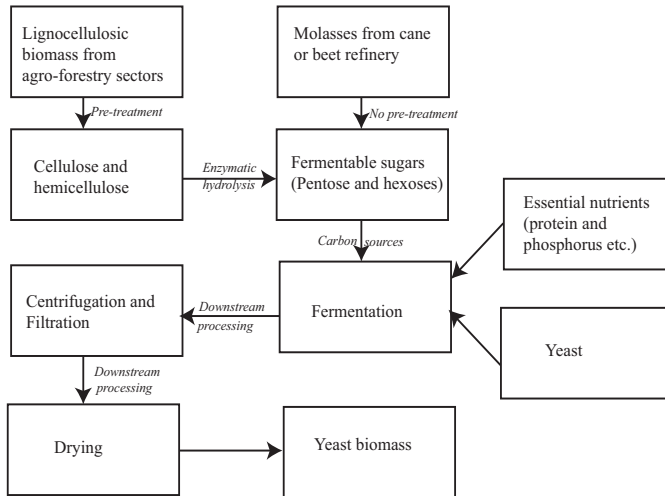 Lignocellulosic
biomass from
agro-forestry sectors
Molasses from cane
or beet refinery
Pre-treatment
No pre-treatment
Cellulose and
hemicellulose
Enzymatic
hydrolysis
Fermentable sugars
(Pentose and hexoses)
Essential nutrients
(protein and
phosphorus etc.)
Carbon sources
Centrifugation and
Filtration
Downstream
processing
Fermentation
Yeast
Downstream
processing
Drying
Yeast biomass